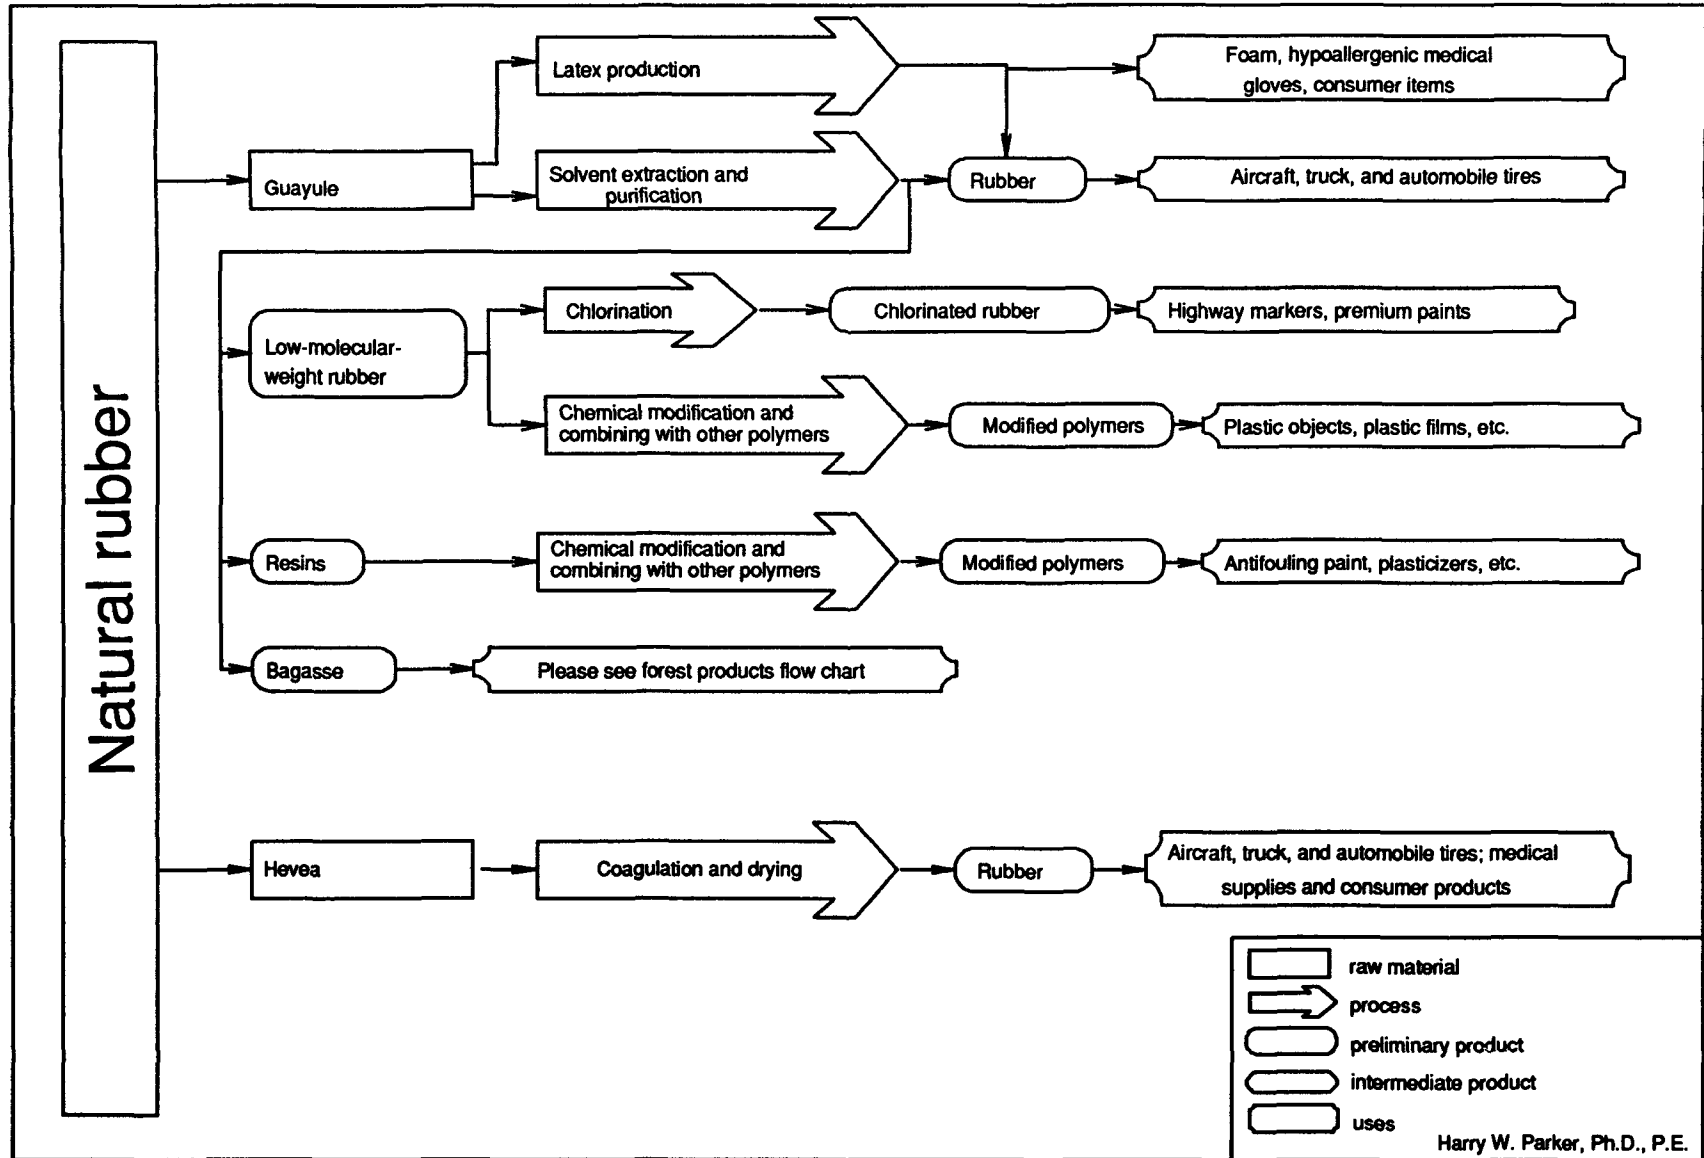 Natural rubber
Latex production
Foam, hypoallergenic medical
gloves, consumer items
Guayule
Solvent extraction and
purification
Rubber
Aircraft, truck, and automobile tires
Low-molecular-
weight rubber
Chlorination
Chlorinated rubber
Highway markers, premium paints
Chemical modification and
combining with other polymers
Modified polymers
Plastic objects, plastic films, etc.
Resins
Chemical modification and
combining with other polymers
Modified polymers
Antifouling paint, plasticizers, etc.
Bagasse
Please see forest products flow chart
Hevea
Coagulation and drying
Rubber
Aircraft, truck, and automobile tires; medical
supplies and consumer products
raw material
process
preliminary product
intermediate product
uses
Harry W. Parker, Ph.D., P.E.